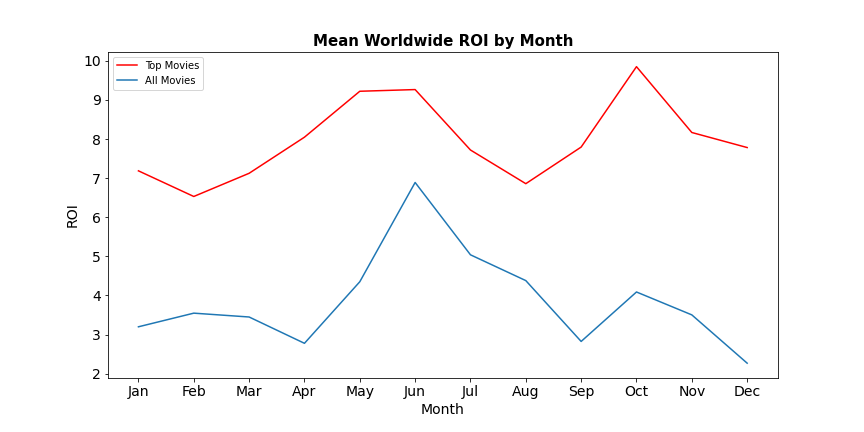 Mean Worldwide ROI by Month
Top Movies
All Movies
10
9
8
7
6
5
4
3
2
ROI
Jan Feb Mar Apr May Jun Jul Aug Sep Oct Nov Dec
Month